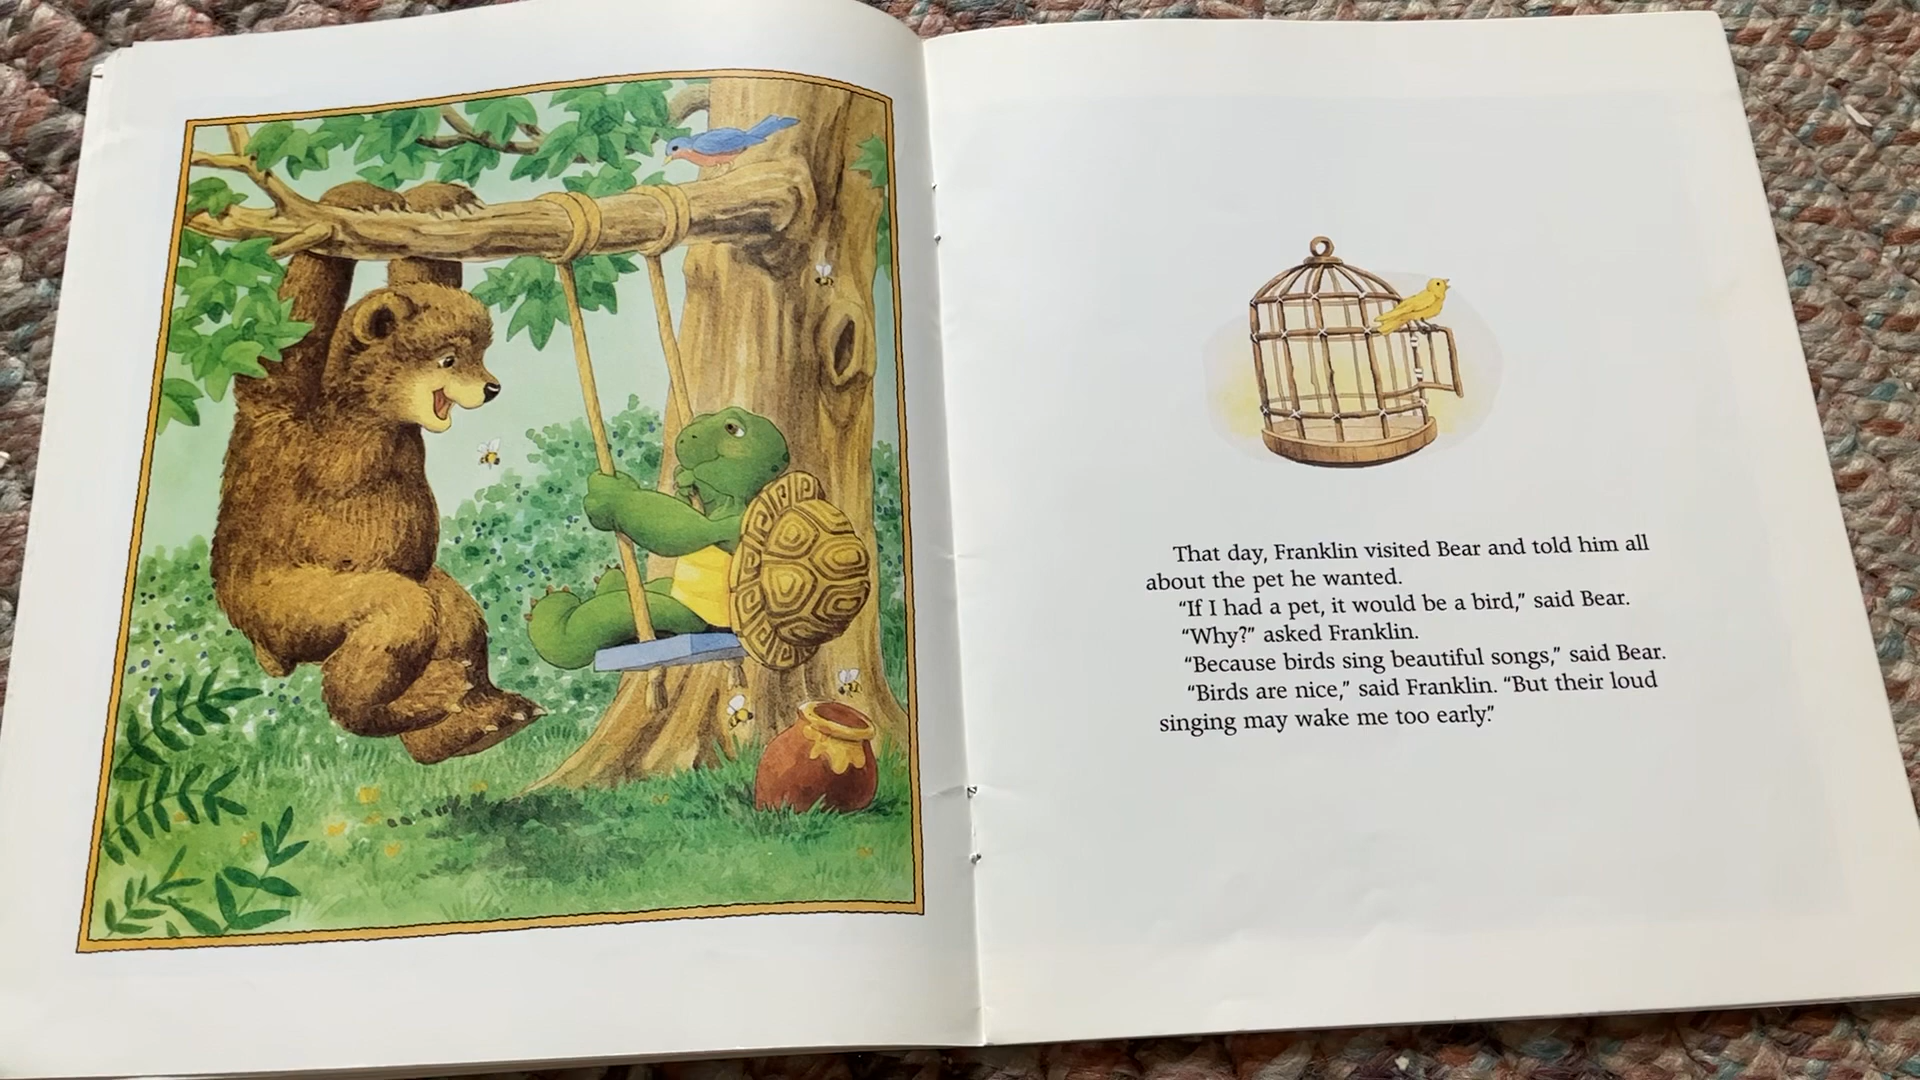 That day, Franklin visited Bear and told him all
about the pet he wanted.
“If I had a pet, it would be a bird,” said Bear.
“Why?” asked Franklin.
“Because birds sing beautiful songs,” said Bear.
“Birds are nice,” said Franklin. “But their loud
singing may wake me too early.”